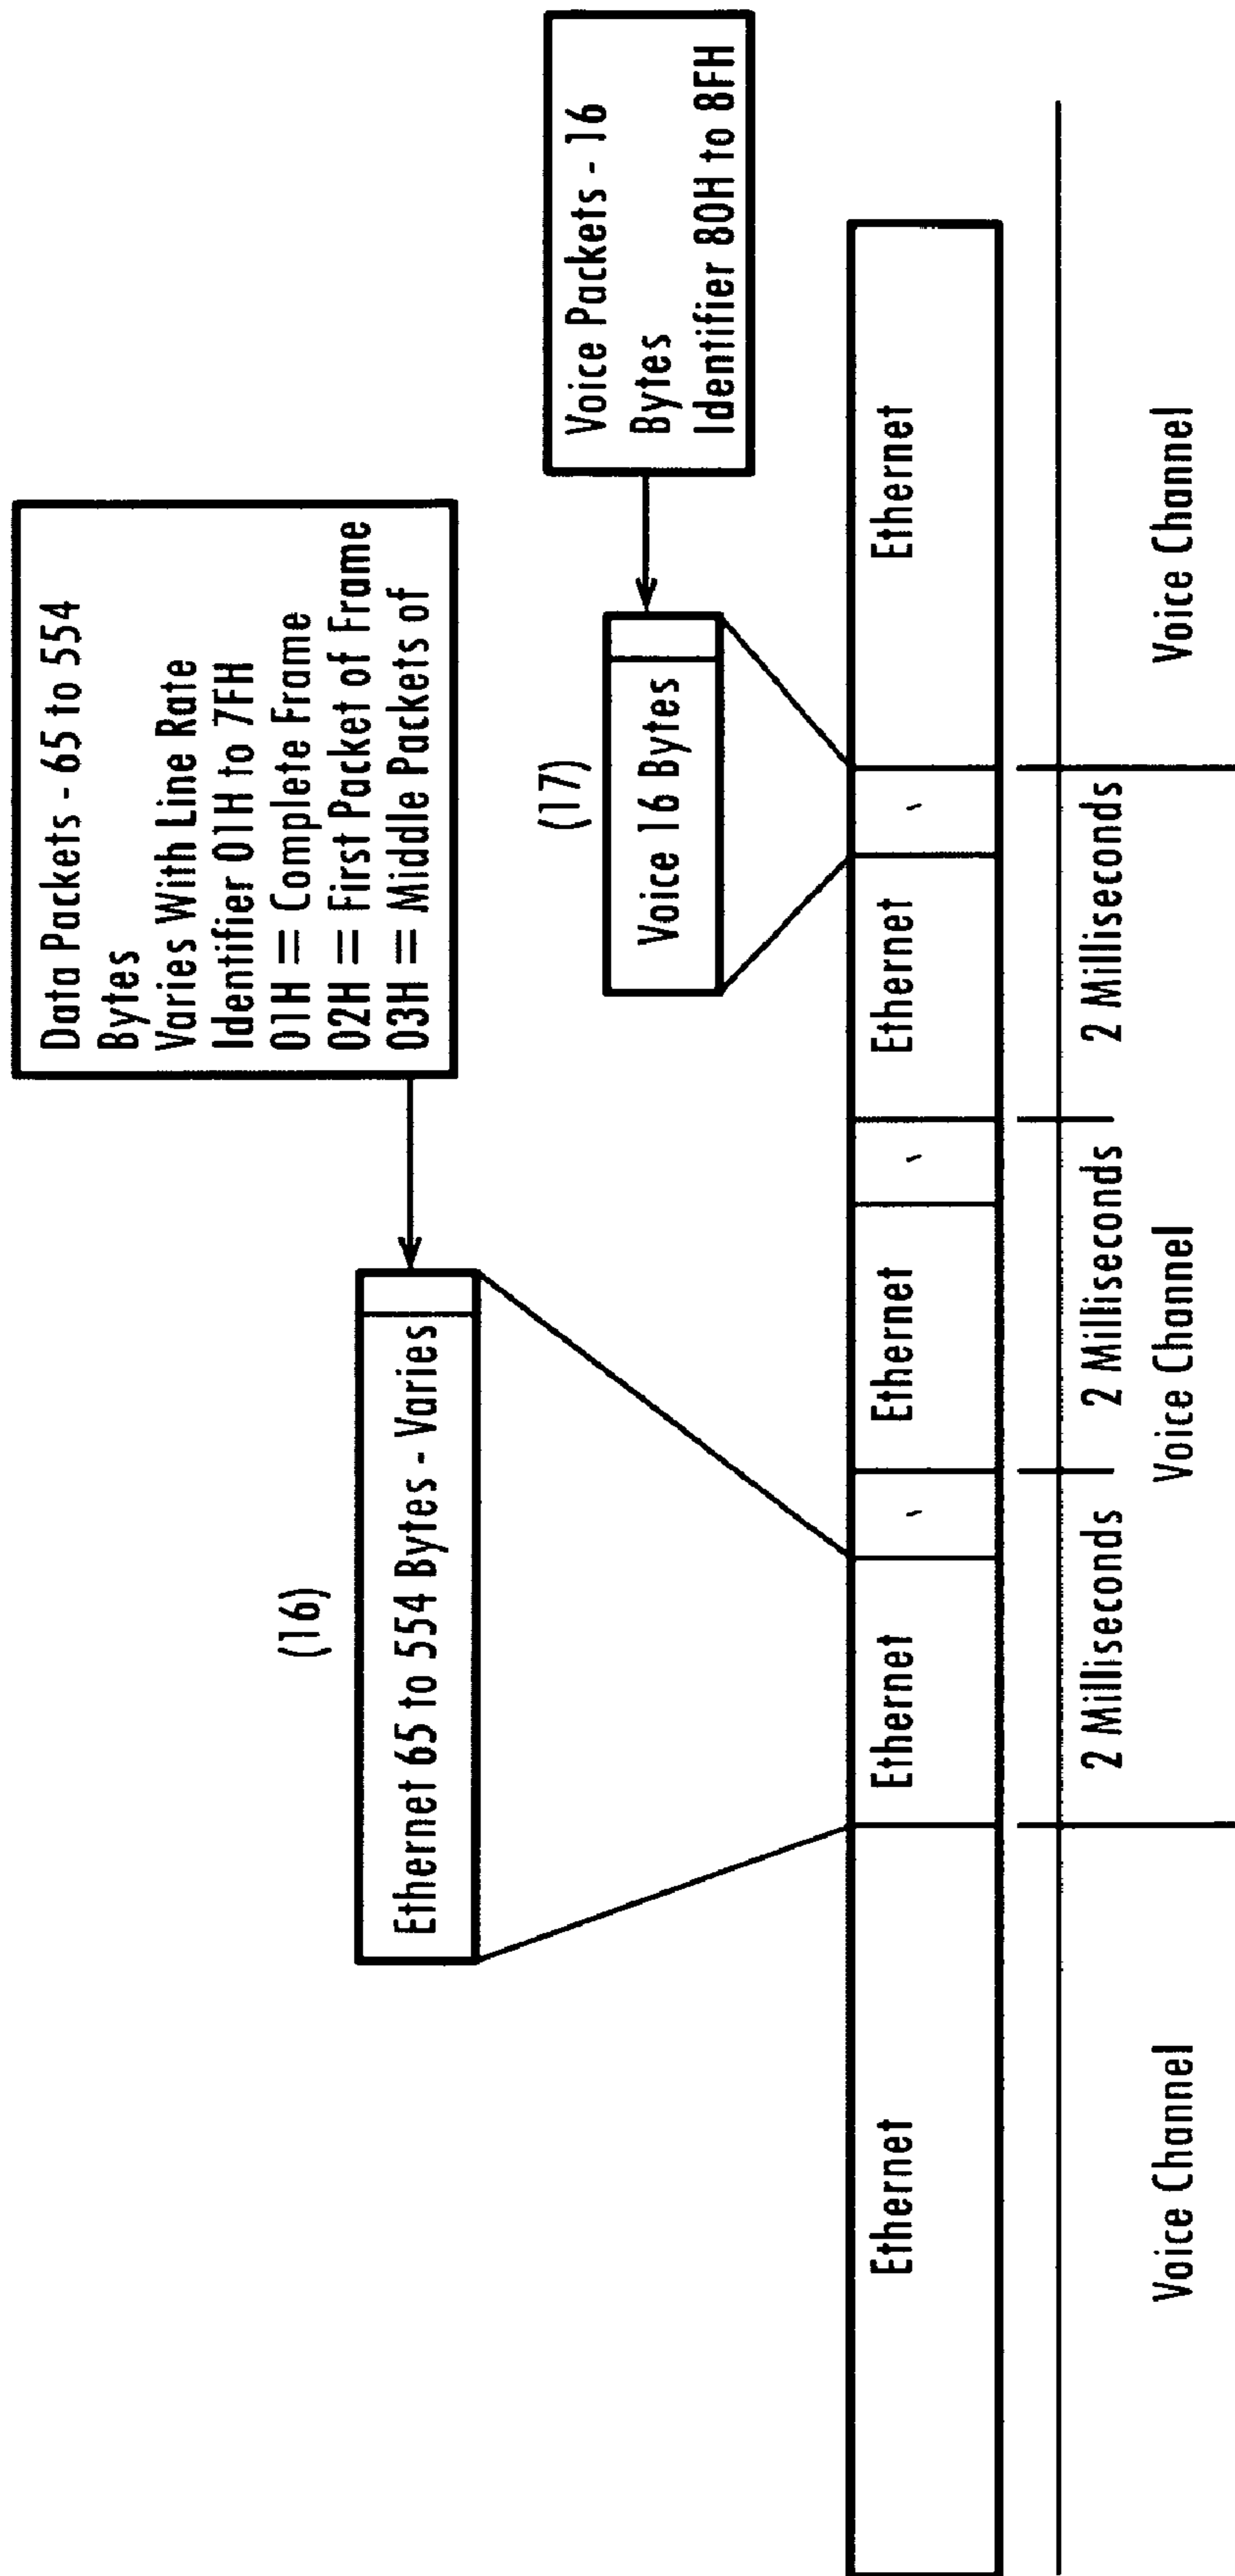 Data Packets - 65 to 554
Bytes
Varies With Line Rate
Identifier 01H to 7FH
01H = Complete Frame
02H = First Packet of Frame
03H = Middle Packets of
(16)
Ethernet 65 to 554 Bytes - Varies
Voice Packets - 16
Bytes
Identifier 80H to 8FH
(17)
Voice 16 Bytes
Ethernet
Ethernet
Ethernet
Ethernet
Ethernet
2 Milliseconds
2 Milliseconds
2 Milliseconds
Voice Channel
Voice Channel
Voice Channel